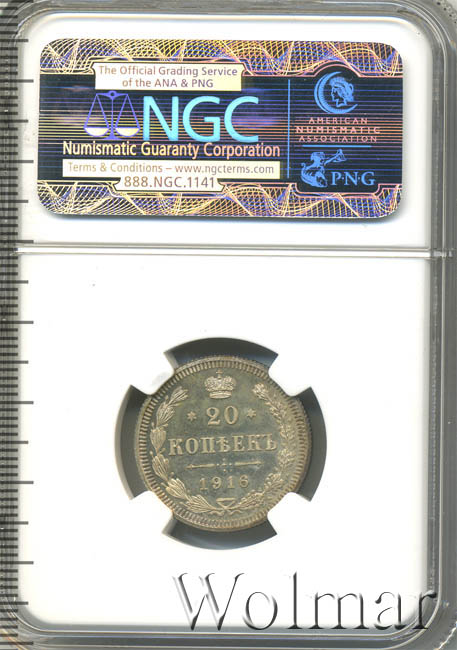 The Official Grading Service
of the ANA & PNG
NGC
Numismatic Guaranty Corporation
Terms & Conditions – www.ngcterms.com
888.NGC.1141
AMERICAN
NUMISMATIC
ASSOCIATION
P·N·G
* 20 *
КОПѢЕКЪ
1916
Wolmar